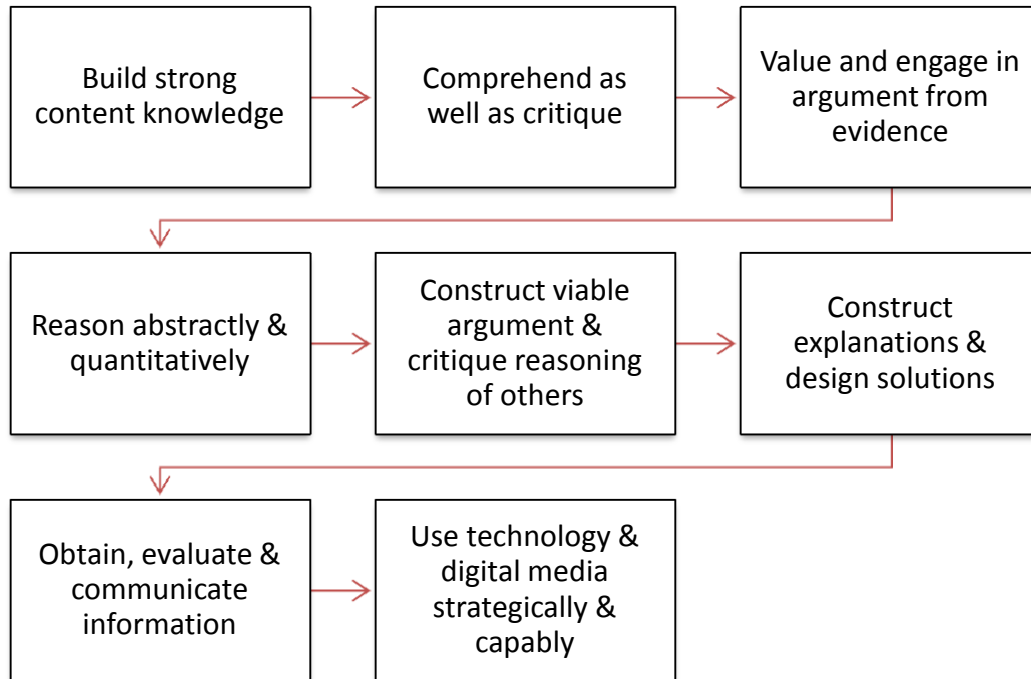 Build strong
content knowledge
Comprehend as
well as critique
Value and engage in
argument from
evidence
Reason abstractly &
quantitatively
Construct viable
argument &
critique reasoning
of others
Construct
explanations &
design solutions
Obtain, evaluate &
communicate
information
Use technology &
digital media
strategically &
capably